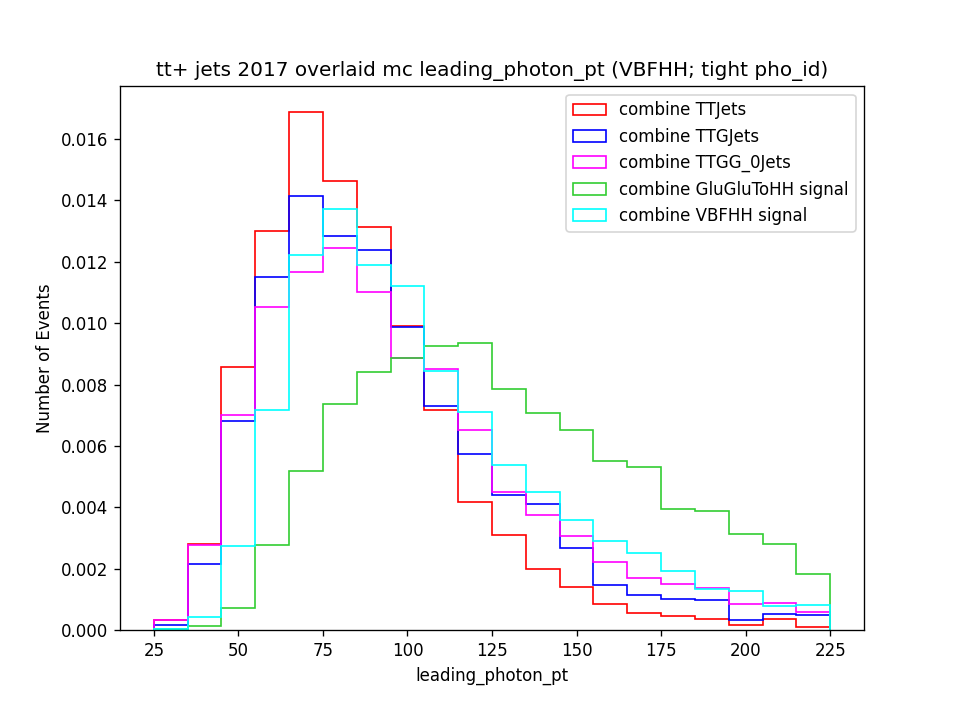 tt+ jets 2017 overlaid mc leading_photon_pt (VBFHH; tight pho_id)
combine TTJets
combine TTGJets
combine TTGG_0Jets
combine GluGluToHH signal
combine VBFHH signal
Number of Events
0.016
0.014
0.012
0.010
0.008
0.006
0.004
0.002
0.000
25 50 75 100 125 150 175 200 225
leading_photon_pt